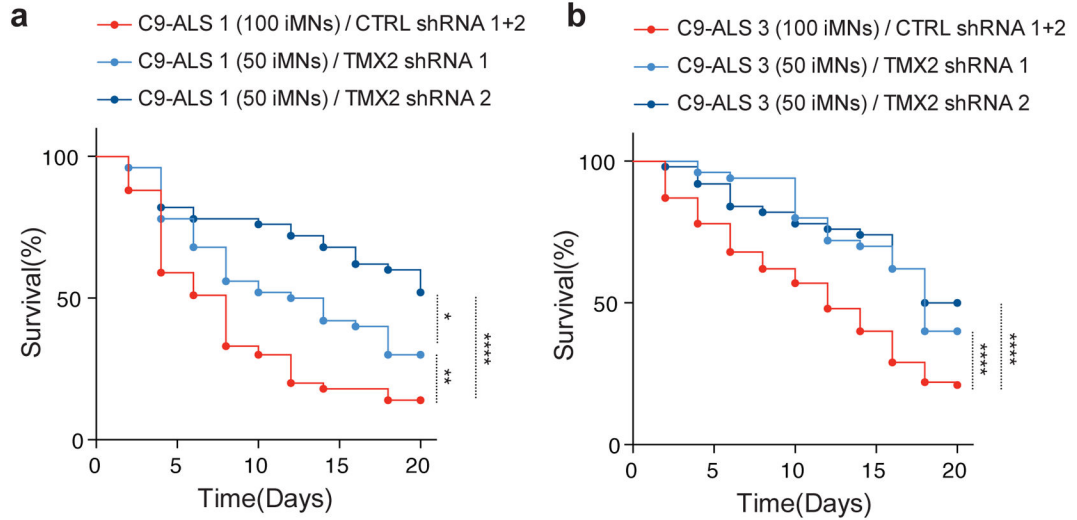 a
C9-ALS 1 (100 iMNs) / CTRL shRNA 1+2
C9-ALS 1 (50 iMNs) / TMX2 shRNA 1
C9-ALS 1 (50 iMNs) / TMX2 shRNA 2
Survival(%)
100
50
0
0 5 10 15 20
Time(Days)
*
**
****
b
C9-ALS 3 (100 iMNs) / CTRL shRNA 1+2
C9-ALS 3 (50 iMNs) / TMX2 shRNA 1
C9-ALS 3 (50 iMNs) / TMX2 shRNA 2
Survival(%)
100
50
0
0 5 10 15 20
Time(Days)
****
****